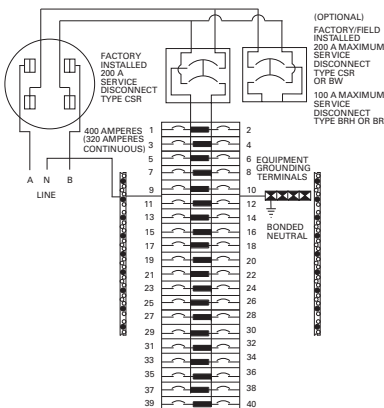 (OPTIONAL)
FACTORY/FIELD
INSTALLED
200 A MAXIMUM
SERVICE
DISCONNECT
TYPE CSR
OR BW
100 A MAXIMUM
SERVICE
DISCONNECT
TYPE BRH OR BR
FACTORY
INSTALLED
200 A
SERVICE
DISCONNECT
TYPE CSR
400 AMPERES
(320 AMPERES
CONTINUOUS)
A N B
LINE
EQUIPMENT
GROUNDING
TERMINALS
BONDED
NEUTRAL
1 2
3 4
5 6
7 8
9 10
11 12
13 14
15 16
17 18
19 20
21 22
23 24
25 26
27 28
29 30
31 32
33 34
35 36
37 38
39 40